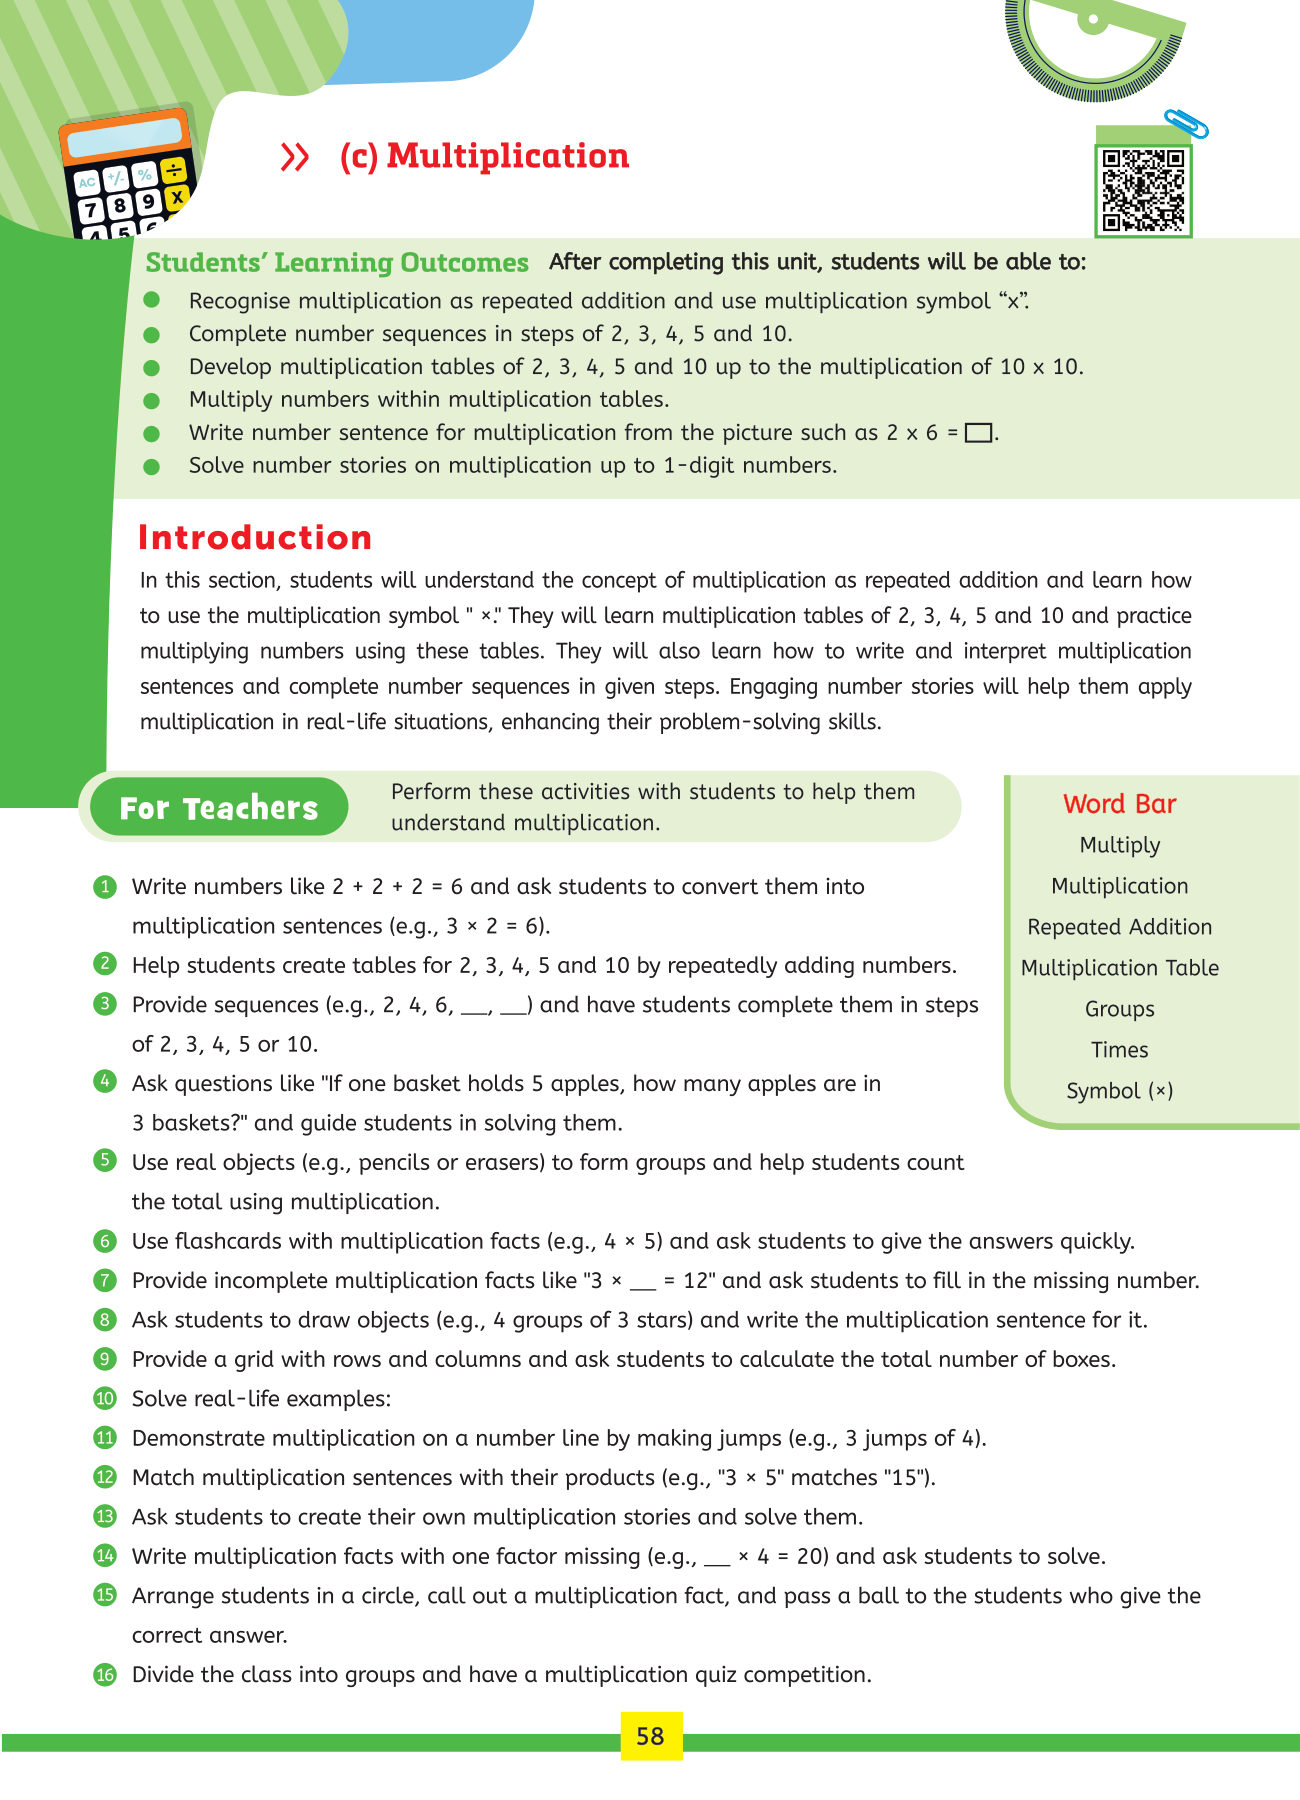 AC +/- % ÷
7 8 9 X
4 5 6
(c) Multiplication
Students’ Learning Outcomes After completing this unit, students will be able to:
Recognise multiplication as repeated addition and use multiplication symbol “x”.
Complete number sequences in steps of 2, 3, 4, 5 and 10.
Develop multiplication tables of 2, 3, 4, 5 and 10 up to the multiplication of 10 x 10.
Multiply numbers within multiplication tables.
Write number sentence for multiplication from the picture such as 2 x 6 = □.
Solve number stories on multiplication up to 1-digit numbers.
Introduction
In this section, students will understand the concept of multiplication as repeated addition and learn how
to use the multiplication symbol " ×." They will learn multiplication tables of 2, 3, 4, 5 and 10 and practice
multiplying numbers using these tables. They will also learn how to write and interpret multiplication
sentences and complete number sequences in given steps. Engaging number stories will help them apply
multiplication in real-life situations, enhancing their problem-solving skills.
For Teachers
Perform these activities with students to help them
understand multiplication.
Word Bar
Multiply
Multiplication
Repeated Addition
Multiplication Table
Groups
Times
Symbol (×)
1 Write numbers like 2 + 2 + 2 = 6 and ask students to convert them into
multiplication sentences (e.g., 3 × 2 = 6).
2 Help students create tables for 2, 3, 4, 5 and 10 by repeatedly adding numbers.
3 Provide sequences (e.g., 2, 4, 6, __, __) and have students complete them in steps
of 2, 3, 4, 5 or 10.
4 Ask questions like "If one basket holds 5 apples, how many apples are in
3 baskets?" and guide students in solving them.
5 Use real objects (e.g., pencils or erasers) to form groups and help students count
the total using multiplication.
6 Use flashcards with multiplication facts (e.g., 4 × 5) and ask students to give the answers quickly.
7 Provide incomplete multiplication facts like "3 × __ = 12" and ask students to fill in the missing number.
8 Ask students to draw objects (e.g., 4 groups of 3 stars) and write the multiplication sentence for it.
9 Provide a grid with rows and columns and ask students to calculate the total number of boxes.
10 Solve real-life examples:
11 Demonstrate multiplication on a number line by making jumps (e.g., 3 jumps of 4).
12 Match multiplication sentences with their products (e.g., "3 × 5" matches "15").
13 Ask students to create their own multiplication stories and solve them.
14 Write multiplication facts with one factor missing (e.g., __ × 4 = 20) and ask students to solve.
15 Arrange students in a circle, call out a multiplication fact, and pass a ball to the students who give the
correct answer.
16 Divide the class into groups and have a multiplication quiz competition.
58